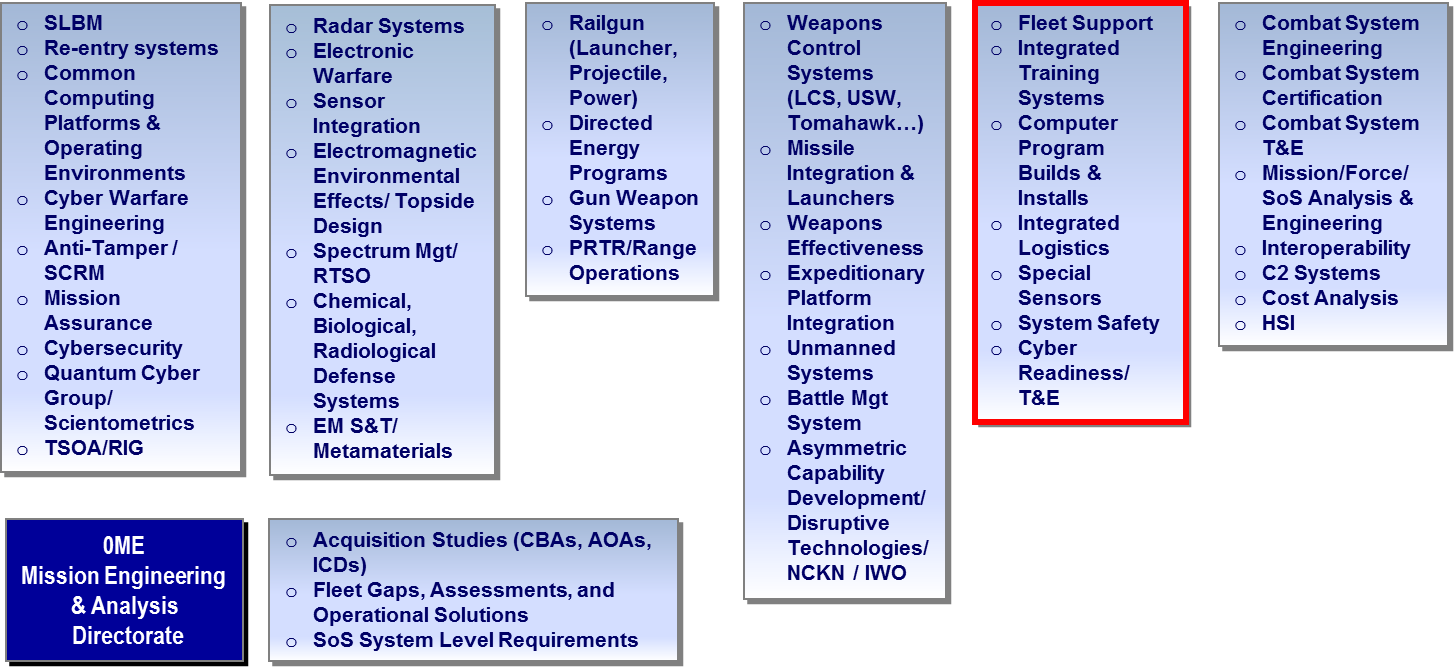 o SLBM
o Re-entry systems
o Common
Computing
Platforms &
Operating
Environments
o Cyber Warfare
Engineering
o Anti-Tamper /
SCRM
o Mission
Assurance
o Cybersecurity
o Quantum Cyber
Group/
Scientometrics
o TSOA/RIG
o Radar Systems
o Electronic
Warfare
o Sensor
Integration
o Electromagnetic
Environmental
Effects/ Topside
Design
o Spectrum Mgt/
RTSO
o Chemical,
Biological,
Radiological
Defense
Systems
o EM S&T/
Metamaterials
o Railgun
(Launcher,
Projectile,
Power)
o Directed
Energy
Programs
o Gun Weapon
Systems
o PRTR/Range
Operations
o Weapons
Control
Systems
(LCS, USW,
Tomahawk…)
o Missile
Integration &
Launchers
o Weapons
Effectiveness
o Expeditionary
Platform
Integration
o Unmanned
Systems
o Battle Mgt
System
o Asymmetric
Capability
Development/
Disruptive
Technologies/
NCKN / IWO
o Fleet Support
o Integrated
Training
Systems
o Computer
Program
Builds &
Installs
o Integrated
Logistics
o Special
Sensors
o System Safety
o Cyber
Readiness/
T&E
o Combat System
Engineering
o Combat System
Certification
o Combat System
T&E
o Mission/Force/
SoS Analysis &
Engineering
o Interoperability
o C2 Systems
o Cost Analysis
o HSI
0ME
Mission Engineering
& Analysis
Directorate
o Acquisition Studies (CBAs, AOAs,
ICDs)
o Fleet Gaps, Assessments, and
Operational Solutions
o SoS System Level Requirements